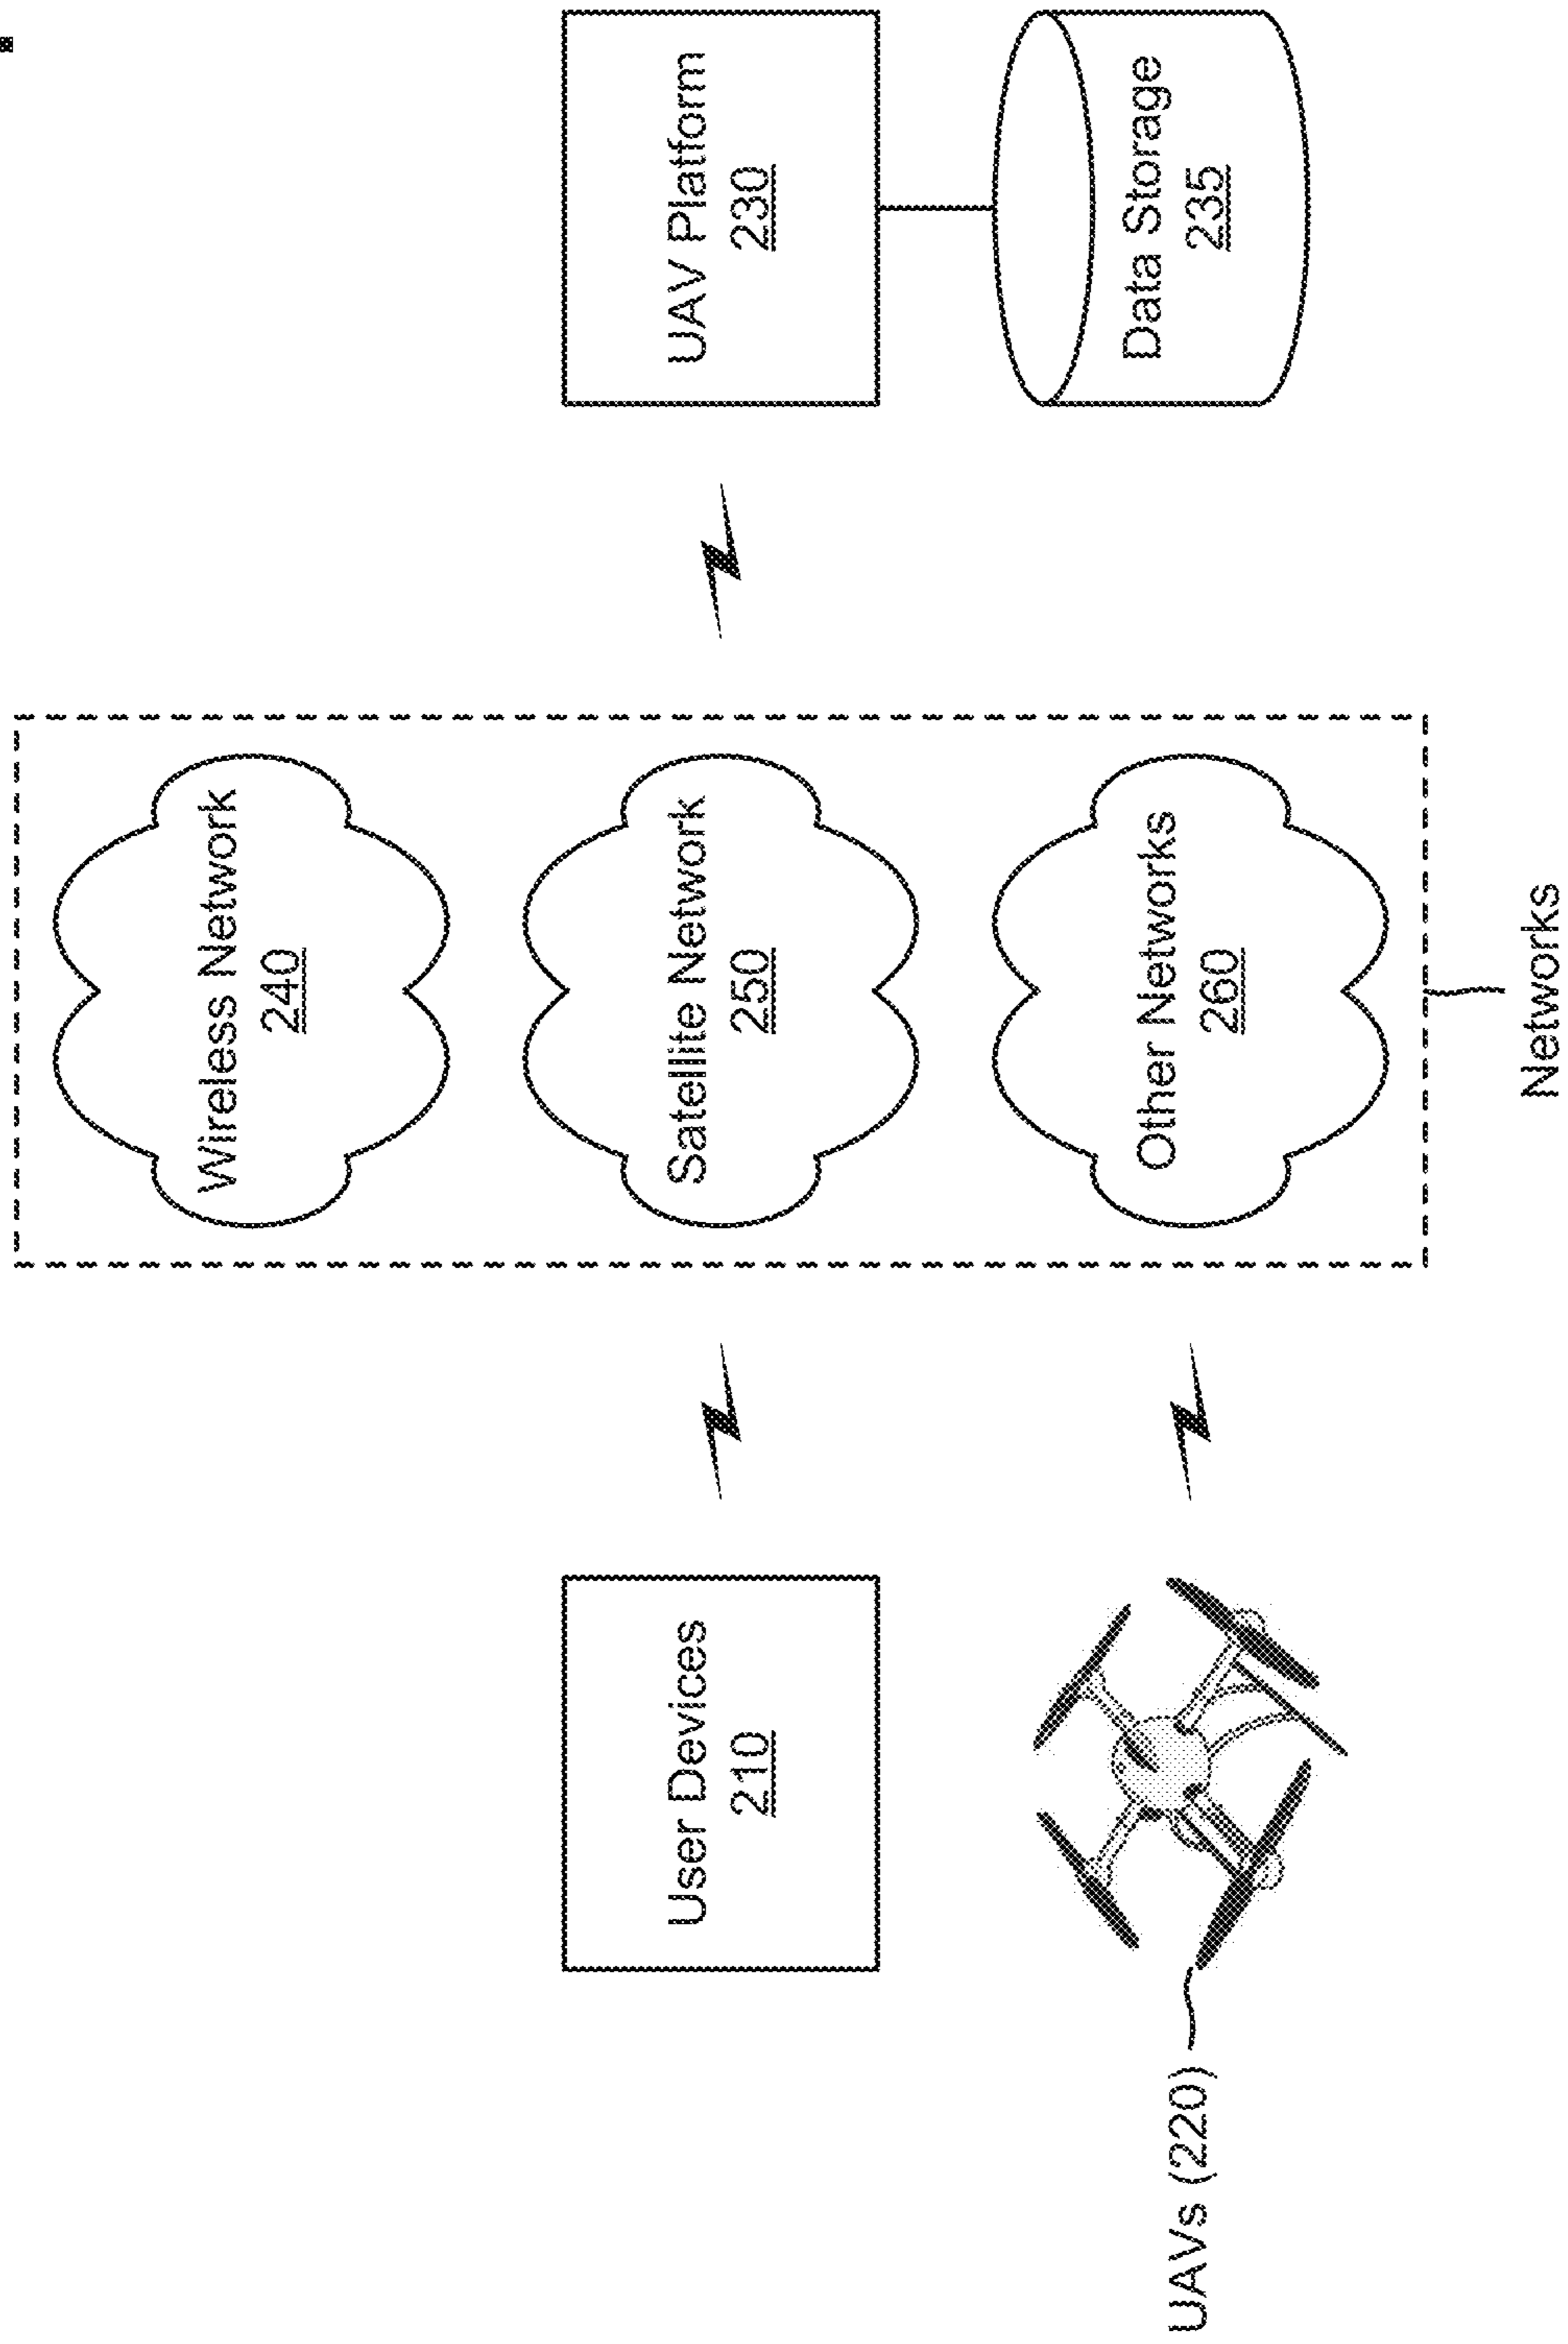 User Devices
210
UAVs (220)
Wireless Network
240
Satellite Network
250
Other Networks
260
Networks
UAV Platform
230
Data Storage
235